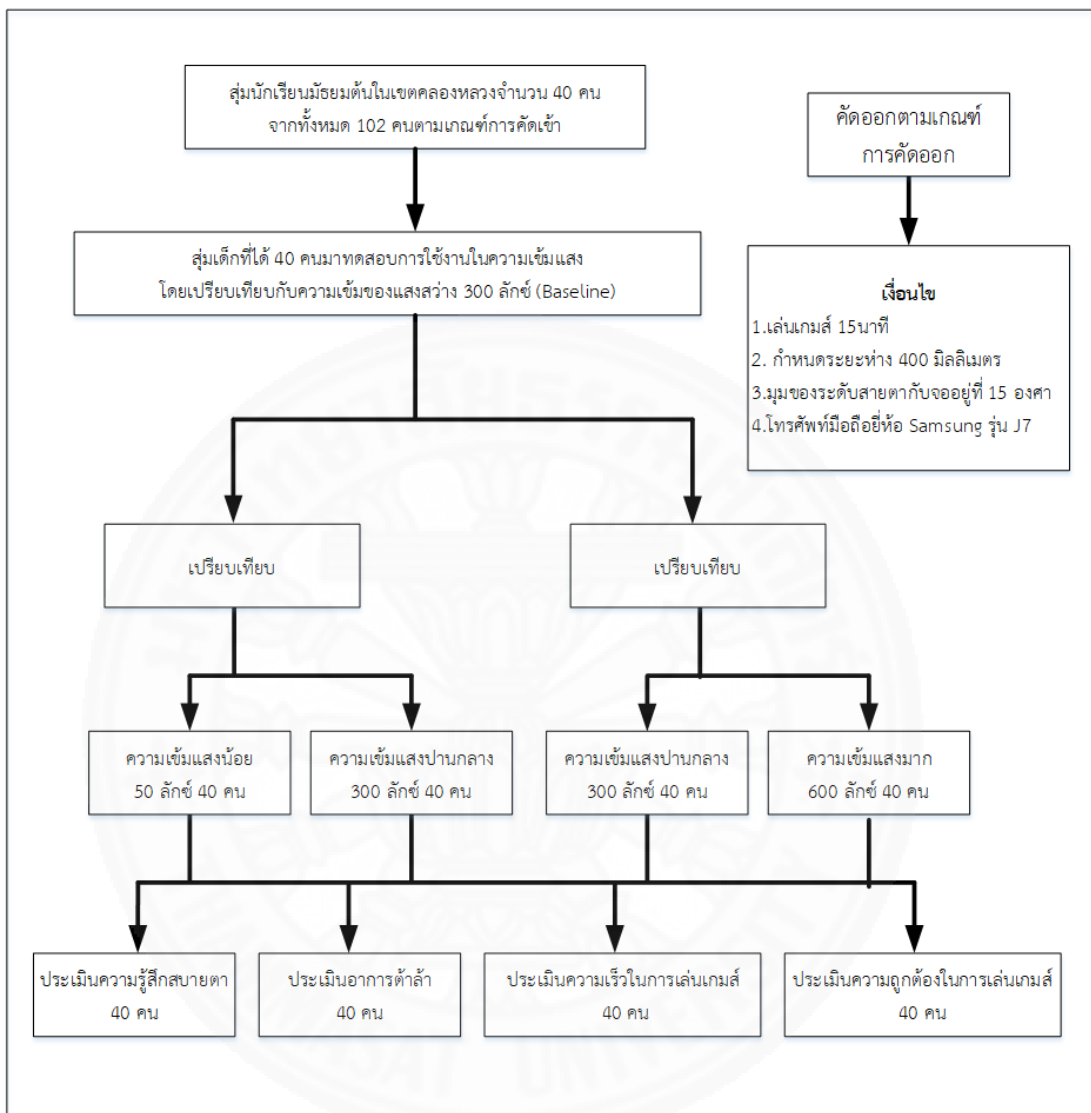 สุ่มนักเรียนมัธยมต้นในเขตคลองหลวงจำนวน 40 คน
จากทั้งหมด 102 คนตามเกณฑ์การคัดเข้า
คัดออกตามเกณฑ์
การคัดออก
สุ่มเด็กที่ได้ 40 คนมาทดสอบการใช้งานในความเข้มแสง
โดยเปรียบเทียบกับความเข้มของแสงสว่าง 300 ลักซ์ (Baseline)
เงื่อนไข
1.เล่นเกมส์ 15นาที
2. กำหนดระยะห่าง 400 มิลลิเมตร
3.มุมของระดับสายตากับจออยู่ที่ 15 องศา
4.โทรศัพท์มือถือยี่ห้อ Samsung รุ่น J7
เปรียบเทียบ
เปรียบเทียบ
ความเข้มแสงน้อย
50 ลักซ์ 40 คน
ความเข้มแสงปานกลาง
300 ลักซ์ 40 คน
ความเข้มแสงปานกลาง
300 ลักซ์ 40 คน
ความเข้มแสงมาก
600 ลักซ์ 40 คน
ประเมินความรู้สึกสบายตา
40 คน
ประเมินอาการต้าล้า
40 คน
ประเมินความเร็วในการเล่นเกมส์
40 คน
ประเมินความถูกต้องในการเล่นเกมส์
40 คน